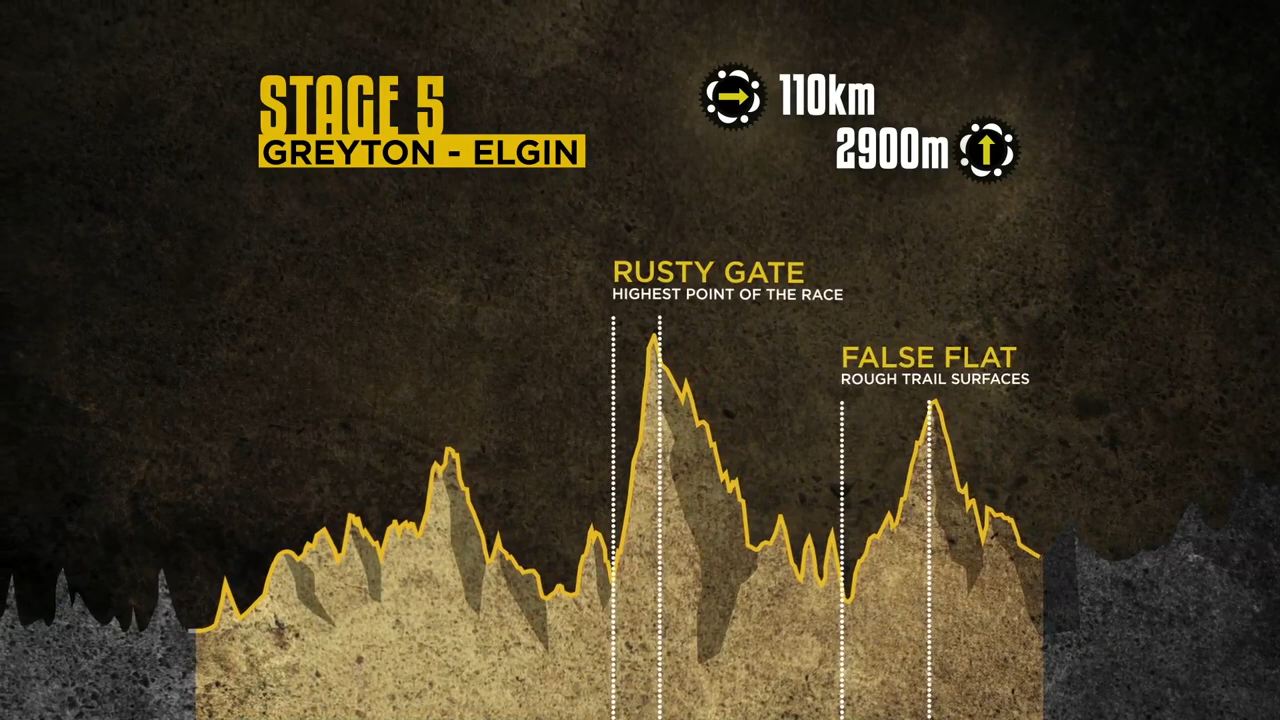 STAGE 5
GREYTON - ELGIN
110km
2900m
RUSTY GATE
HIGHEST POINT OF THE RACE
FALSE FLAT
ROUGH TRAIL SURFACES